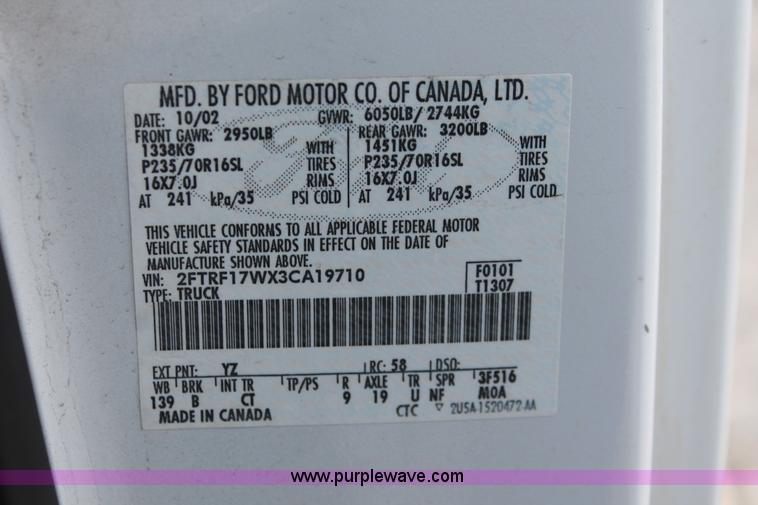 MFD. BY FORD MOTOR CO. OF CANADA, LTD.
DATE: 10/02 GVWR: 6050LB/ 2744KG
FRONT GAWR: 2950LB REAR GAWR: 3200LB
1338KG WITH 1451KG WITH
P235/70R16SL TIRES P235/70R16SL TIRES
16X7.0J RIMS 16X7.0J RIMS
AT 241 kPa/35 PSI COLD AT 241 kPa/35 PSI COLD
THIS VEHICLE CONFORMS TO ALL APPLICABLE FEDERAL MOTOR
VEHICLE SAFETY STANDARDS IN EFFECT ON THE DATE OF
MANUFACTURE SHOWN ABOVE.
VIN: 2FTRF17WX3CA19710 F0101
TYPE: TRUCK T1307
EXT PNT: YZ RC: 58 DSO:
WB BRK INT TR TP/PS R AXLE TR SPR 3F516
139 B CT 9 19 U NF MOA
MADE IN CANADA CTC ▽ 2U5A-1520472-AA
www.purplewave.com